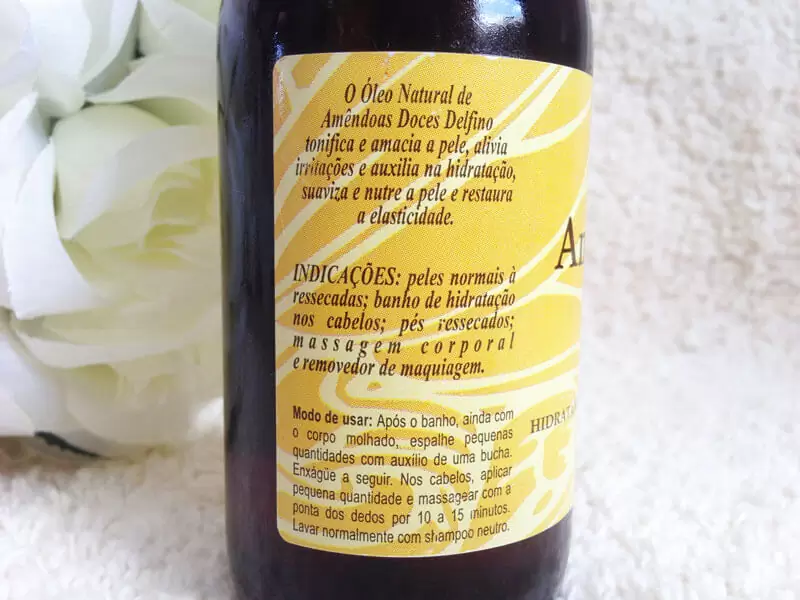 O Óleo Natural de
Amêndoas Doces Delfino
tonifica e amacia a pele, alivia
irritações e auxilia na hidratação,
suaviza e nutre a pele e restaura
a elasticidade.
INDICAÇÕES: peles normais à
ressecadas; banho de hidratação
nos cabelos; pés ressecados;
massagem corporal
e removedor de maquiagem.
Modo de usar: Após o banho, ainda com
o corpo molhado, espalhe pequenas
quantidades com auxílio de uma bucha.
Enxágüe a seguir. Nos cabelos, aplicar
pequena quantidade e massagear com a
ponta dos dedos por 10 a 15 minutos.
Lavar normalmente com shampoo neutro.